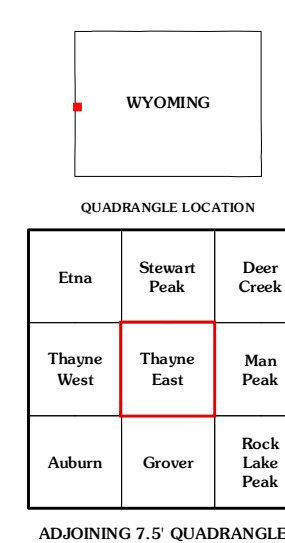 WYOMING
QUADRANGLE LOCATION
Etna
Stewart
Peak
Deer
Creek
Thayne
West
Thayne
East
Man
Peak
Auburn
Grover
Rock
Lake
Peak
ADJOINING 7.5' QUADRANGLE